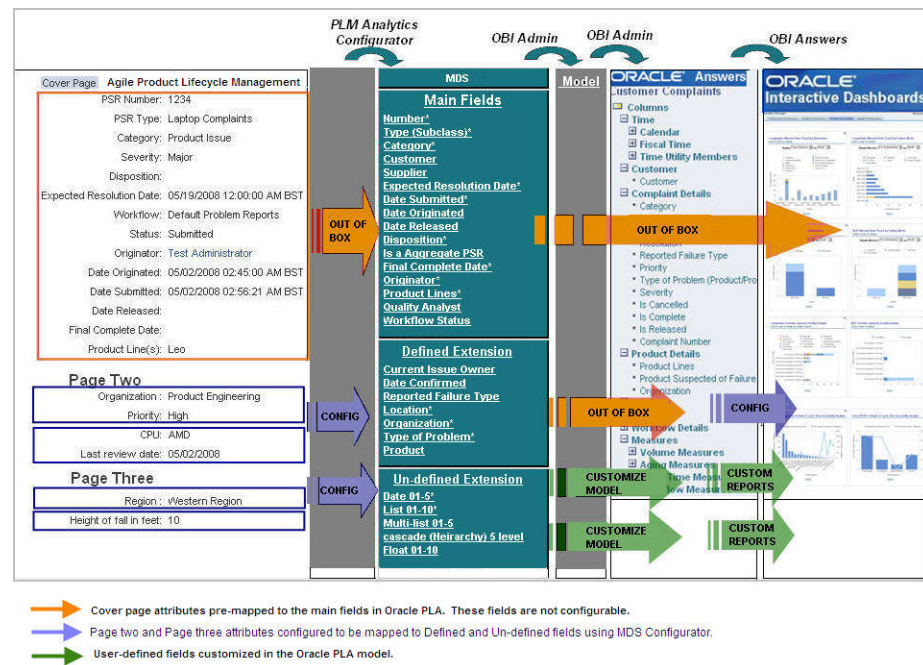 PLM Analytics
Configurator
OBI Admin
OBI Admin
OBI Answers
Cover Page Agile Product Lifecycle Management
PSR Number: 1234
PSR Type: Laptop Complaints
Category: Product Issue
Severity: Major
Disposition:
Expected Resolution Date: 05/19/2008 12:00:00 AM BST
Workflow: Default Problem Reports
Status: Submitted
Originator: Test Administrator
Date Originated: 05/02/2008 02:45:00 AM BST
Date Submitted: 05/02/2008 02:56:21 AM BST
Date Released:
Final Complete Date:
Product Line(s): Leo
Page Two
Organization : Product Engineering
Priority: High
CPU: AMD
Last review date: 05/02/2008
Page Three
Region : Western Region
Height of fall in feet: 10
OUT OF
BOX
CONFIG
CONFIG
MDS
Main Fields
Number*
Type (Subclass)*
Category*
Customer
Supplier
Expected Resolution Date*
Date Submitted*
Date Originated
Date Released
Disposition*
Is a Aggregate PSR
Final Complete Date*
Originator*
Product Lines*
Quality Analyst
Workflow Status
Defined Extension
Current Issue Owner
Date Confirmed
Reported Failure Type
Location*
Organization*
Type of Problem*
Product
Un-defined Extension
Date 01-5*
List 01-10*
Multi-list 01-5
cascade (Heirarchy) 5 level
Float 01-10
Model
ORACLE Answers
Customer Complaints
Columns
Time
Calendar
Fiscal Time
Time Utility Members
Customer
Customer
Complaint Details
Category
OUT OF BOX
Resolution
Reported Failure Type
Priority
Type of Problem (Product/Pro
Severity
Is Cancelled
Is Complete
Is Released
Complaint Number
Product Details
Product Lines
Product Suspected of Failure
Organization
OUT OF BOX
CONFIG
Workflow Details
Measures
Volume Measures
Aging Measures
Time Measu
low Measu
CUSTOMIZE
MODEL
CUSTOM
REPORTS
CUSTOMIZE
MODEL
CUSTOM
REPORTS
ORACLE
Interactive Dashboards
Cover page attributes pre-mapped to the main fields in Oracle PLA. These fields are not configurable.
Page two and Page three attributes configured to be mapped to Defined and Un-defined fields using MDS Configurator.
User-defined fields customized in the Oracle PLA model.